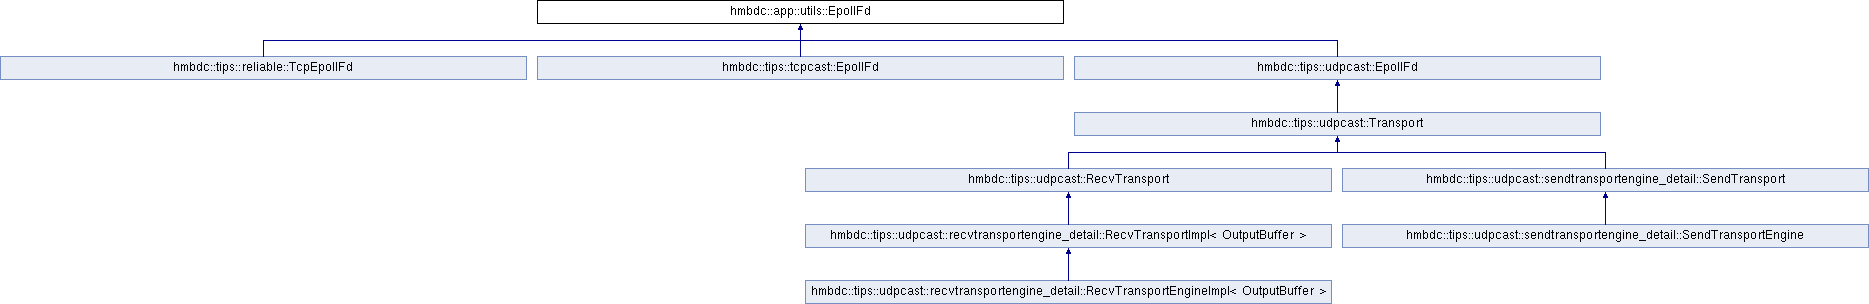 hmbdc::app::utils::EpollFd
hmbdc::tips::reliable::TcpEpollFd
hmbdc::tips::tcpcast::EpollFd
hmbdc::tips::udpcast::EpollFd
hmbdc::tips::udpcast::Transport
hmbdc::tips::udpcast::RecvTransport
hmbdc::tips::udpcast::sendtransportengine_detail::SendTransport
hmbdc::tips::udpcast::recvtransportengine_detail::RecvTransportImpl< OutputBuffer >
hmbdc::tips::udpcast::sendtransportengine_detail::SendTransportEngine
hmbdc::tips::udpcast::recvtransportengine_detail::RecvTransportEngineImpl< OutputBuffer >